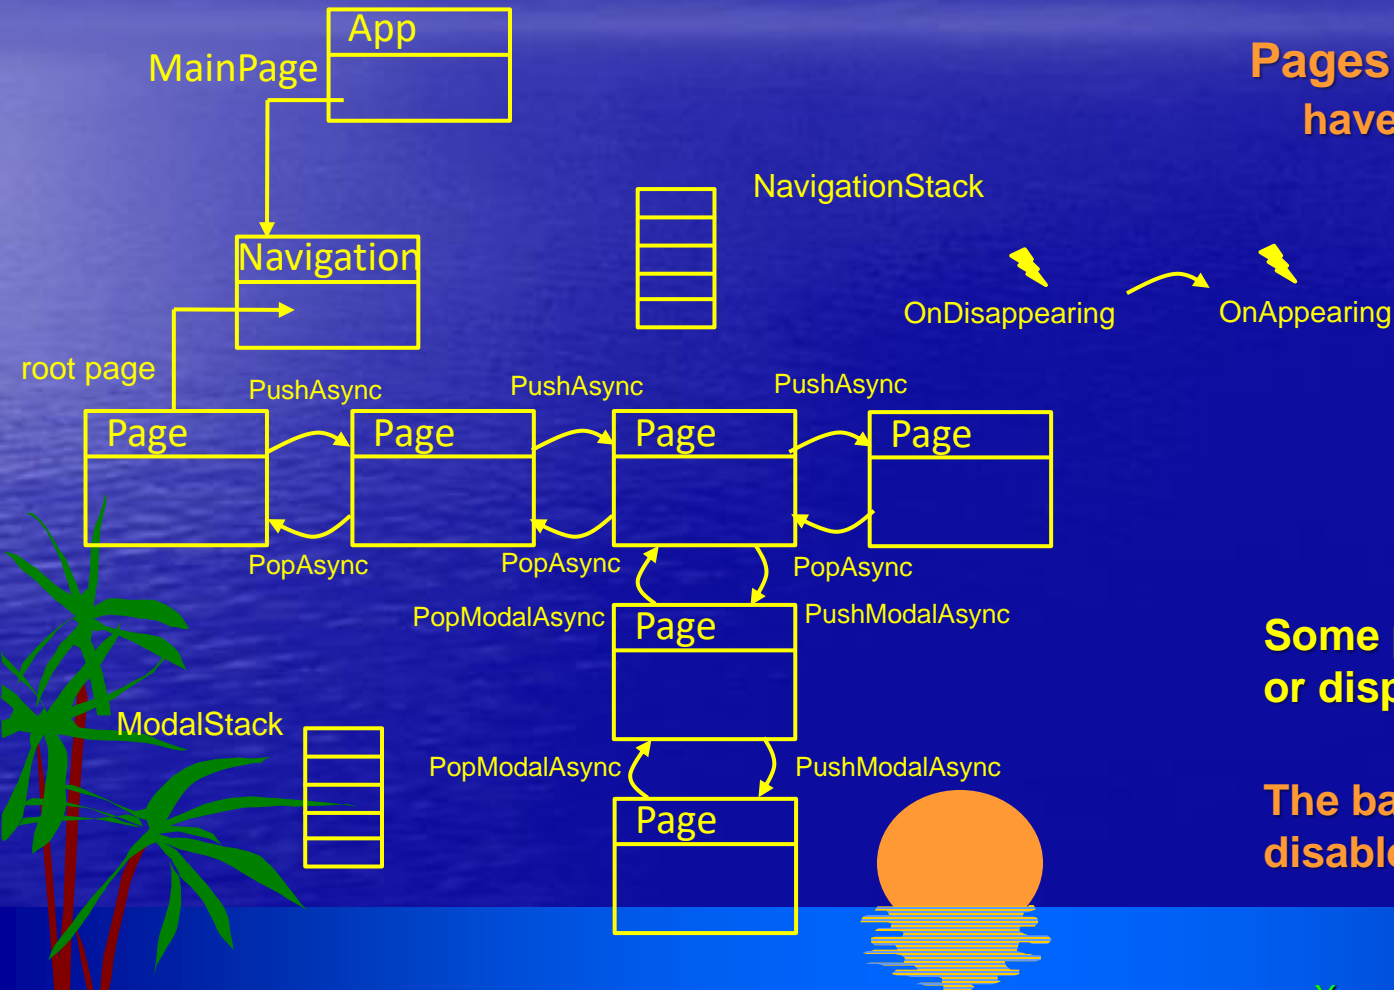 App
MainPage
Pages
have
NavigationStack
Navigation
OnDisappearing
OnAppearing
root page
PushAsync
PushAsync
PushAsync
Page
Page
Page
Page
PopAsync
PopAsync
PopAsync
PopModalAsync
PushModalAsync
Page
Some
or disp
ModalStack
PopModalAsync
PushModalAsync
The ba
disable
Page